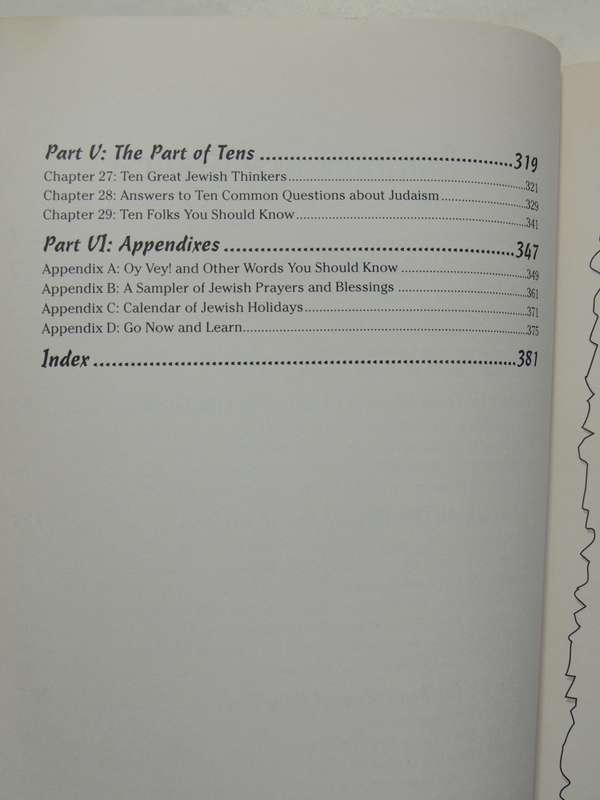 Part V: The Part of Tens ........................................319
Chapter 27: Ten Great Jewish Thinkers ........................................321
Chapter 28: Answers to Ten Common Questions about Judaism ........................................329
Chapter 29: Ten Folks You Should Know ........................................341
Part VI: Appendixes ........................................347
Appendix A: Oy Vey! and Other Words You Should Know ........................................349
Appendix B: A Sampler of Jewish Prayers and Blessings ........................................361
Appendix C: Calendar of Jewish Holidays ........................................371
Appendix D: Go Now and Learn ........................................375
Index ........................................381